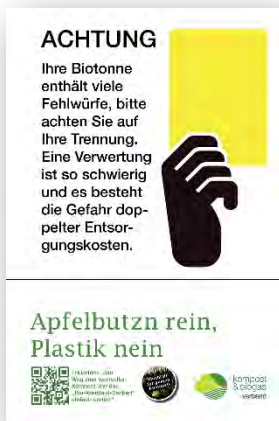 ACHTUNG
Ihre Biotonne
enthält viele
Fehlwürfe, bitte
achten Sie auf
Ihre Trennung.
Eine Verwertung
ist so schwierig
und es besteht
die Gefahr dop-
pelter Entsor-
gungskosten.
Apfelbutzn rein,
Plastik nein
kompost
& biogas
verband